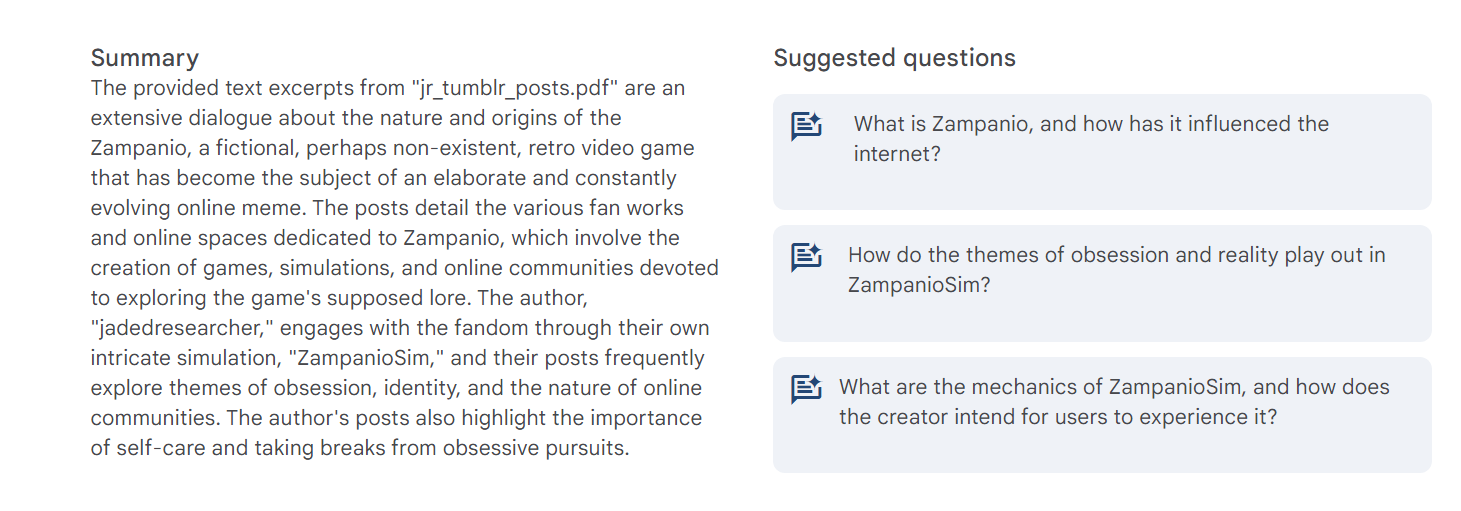 Summary
The provided text excerpts from "jr_tumblr_posts.pdf" are an
extensive dialogue about the nature and origins of the
Zampanio, a fictional, perhaps non-existent, retro video game
that has become the subject of an elaborate and constantly
evolving online meme. The posts detail the various fan works
and online spaces dedicated to Zampanio, which involve the
creation of games, simulations, and online communities devoted
to exploring the game's supposed lore. The author,
"jadedresearcher," engages with the fandom through their own
intricate simulation, "ZampanioSim," and their posts frequently
explore themes of obsession, identity, and the nature of online
communities. The author's posts also highlight the importance
of self-care and taking breaks from obsessive pursuits.
Suggested questions
What is Zampanio, and how has it influenced the
internet?
How do the themes of obsession and reality play out in
ZampanioSim?
What are the mechanics of ZampanioSim, and how does
the creator intend for users to experience it?